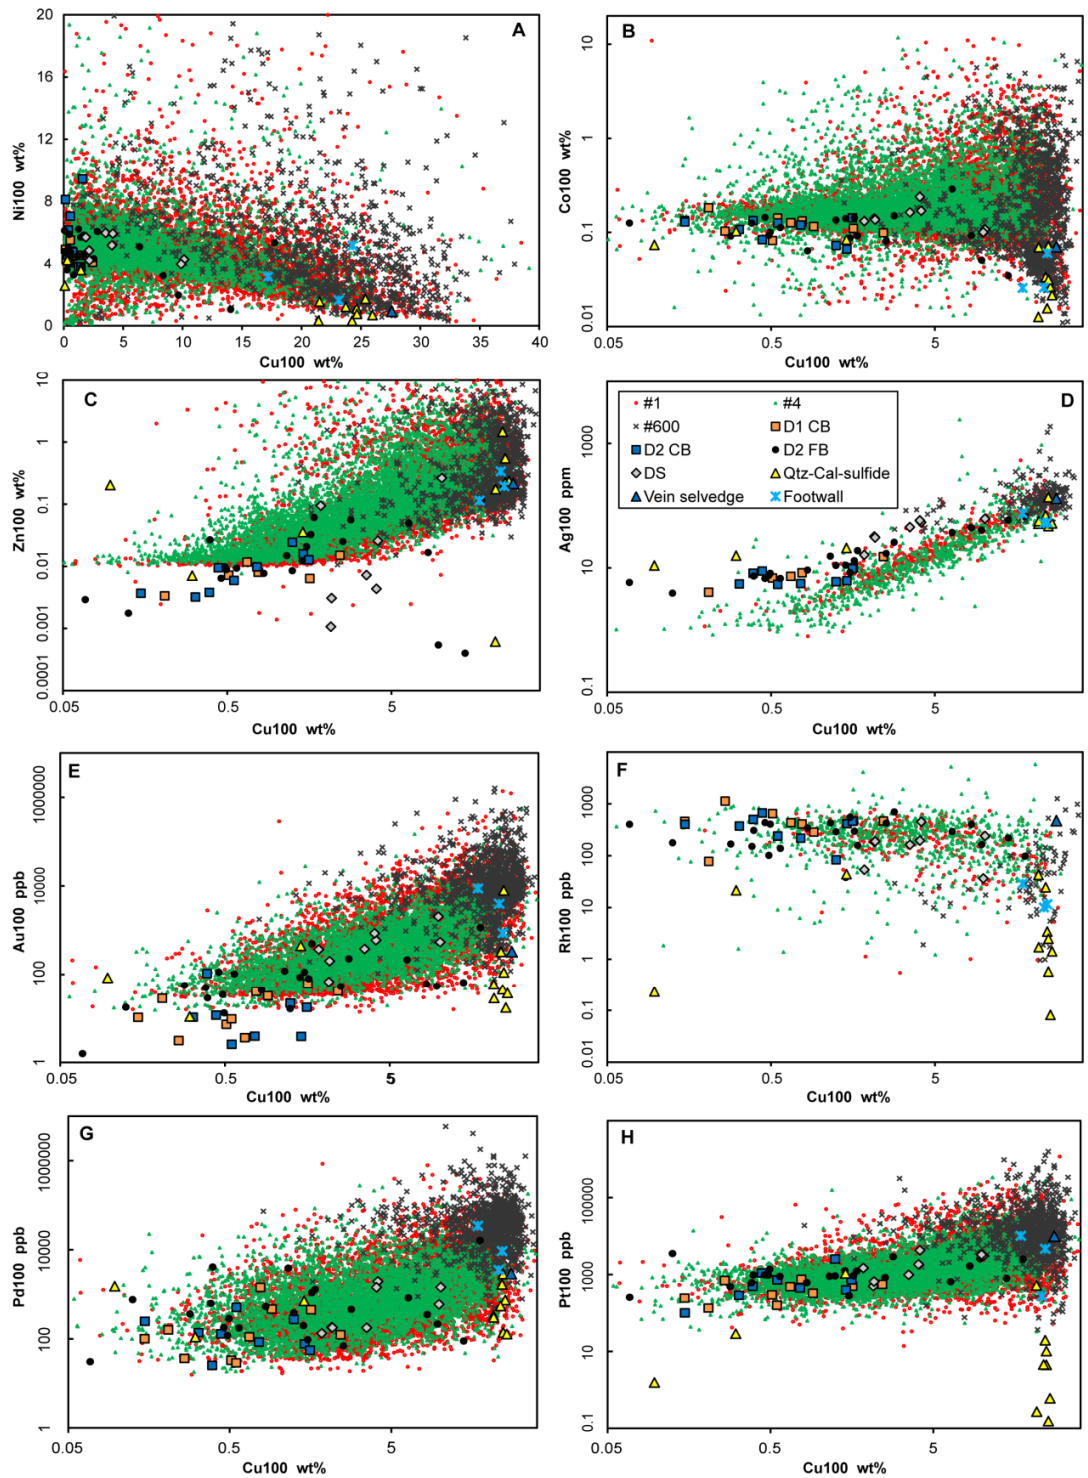 A
Ni100 wt%
20
16
12
8
4
0
0 5 10 15 20 25 30 35 40
Cu100 wt%
B
Co100 wt%
10
1
0.1
0.01
0.05 0.5 5
Cu100 wt%
C
Zn100 wt%
10
1
0.1
0.01
0.001
0.0001
0.05 0.5 5
Cu100 wt%
D
#1 #4
#600 D1 CB
D2 CB D2 FB
DS Qtz-Cal-sulfide
Vein selvedge Footwall
Ag100 ppm
1000
10
0.1
0.05 0.5 5
Cu100 wt%
E
Au100 ppb
1000000
10000
100
1
0.05 0.5 5
Cu100 wt%
F
Rh100 ppb
1000
100
10
1
0.1
0.01
0.05 0.5 5
Cu100 wt%
G
Pd100 ppb
1000000
10000
100
1
0.05 0.5 5
Cu100 wt%
H
Pt100 ppb
100000
1000
10
0.1
0.05 0.5 5
Cu100 wt%